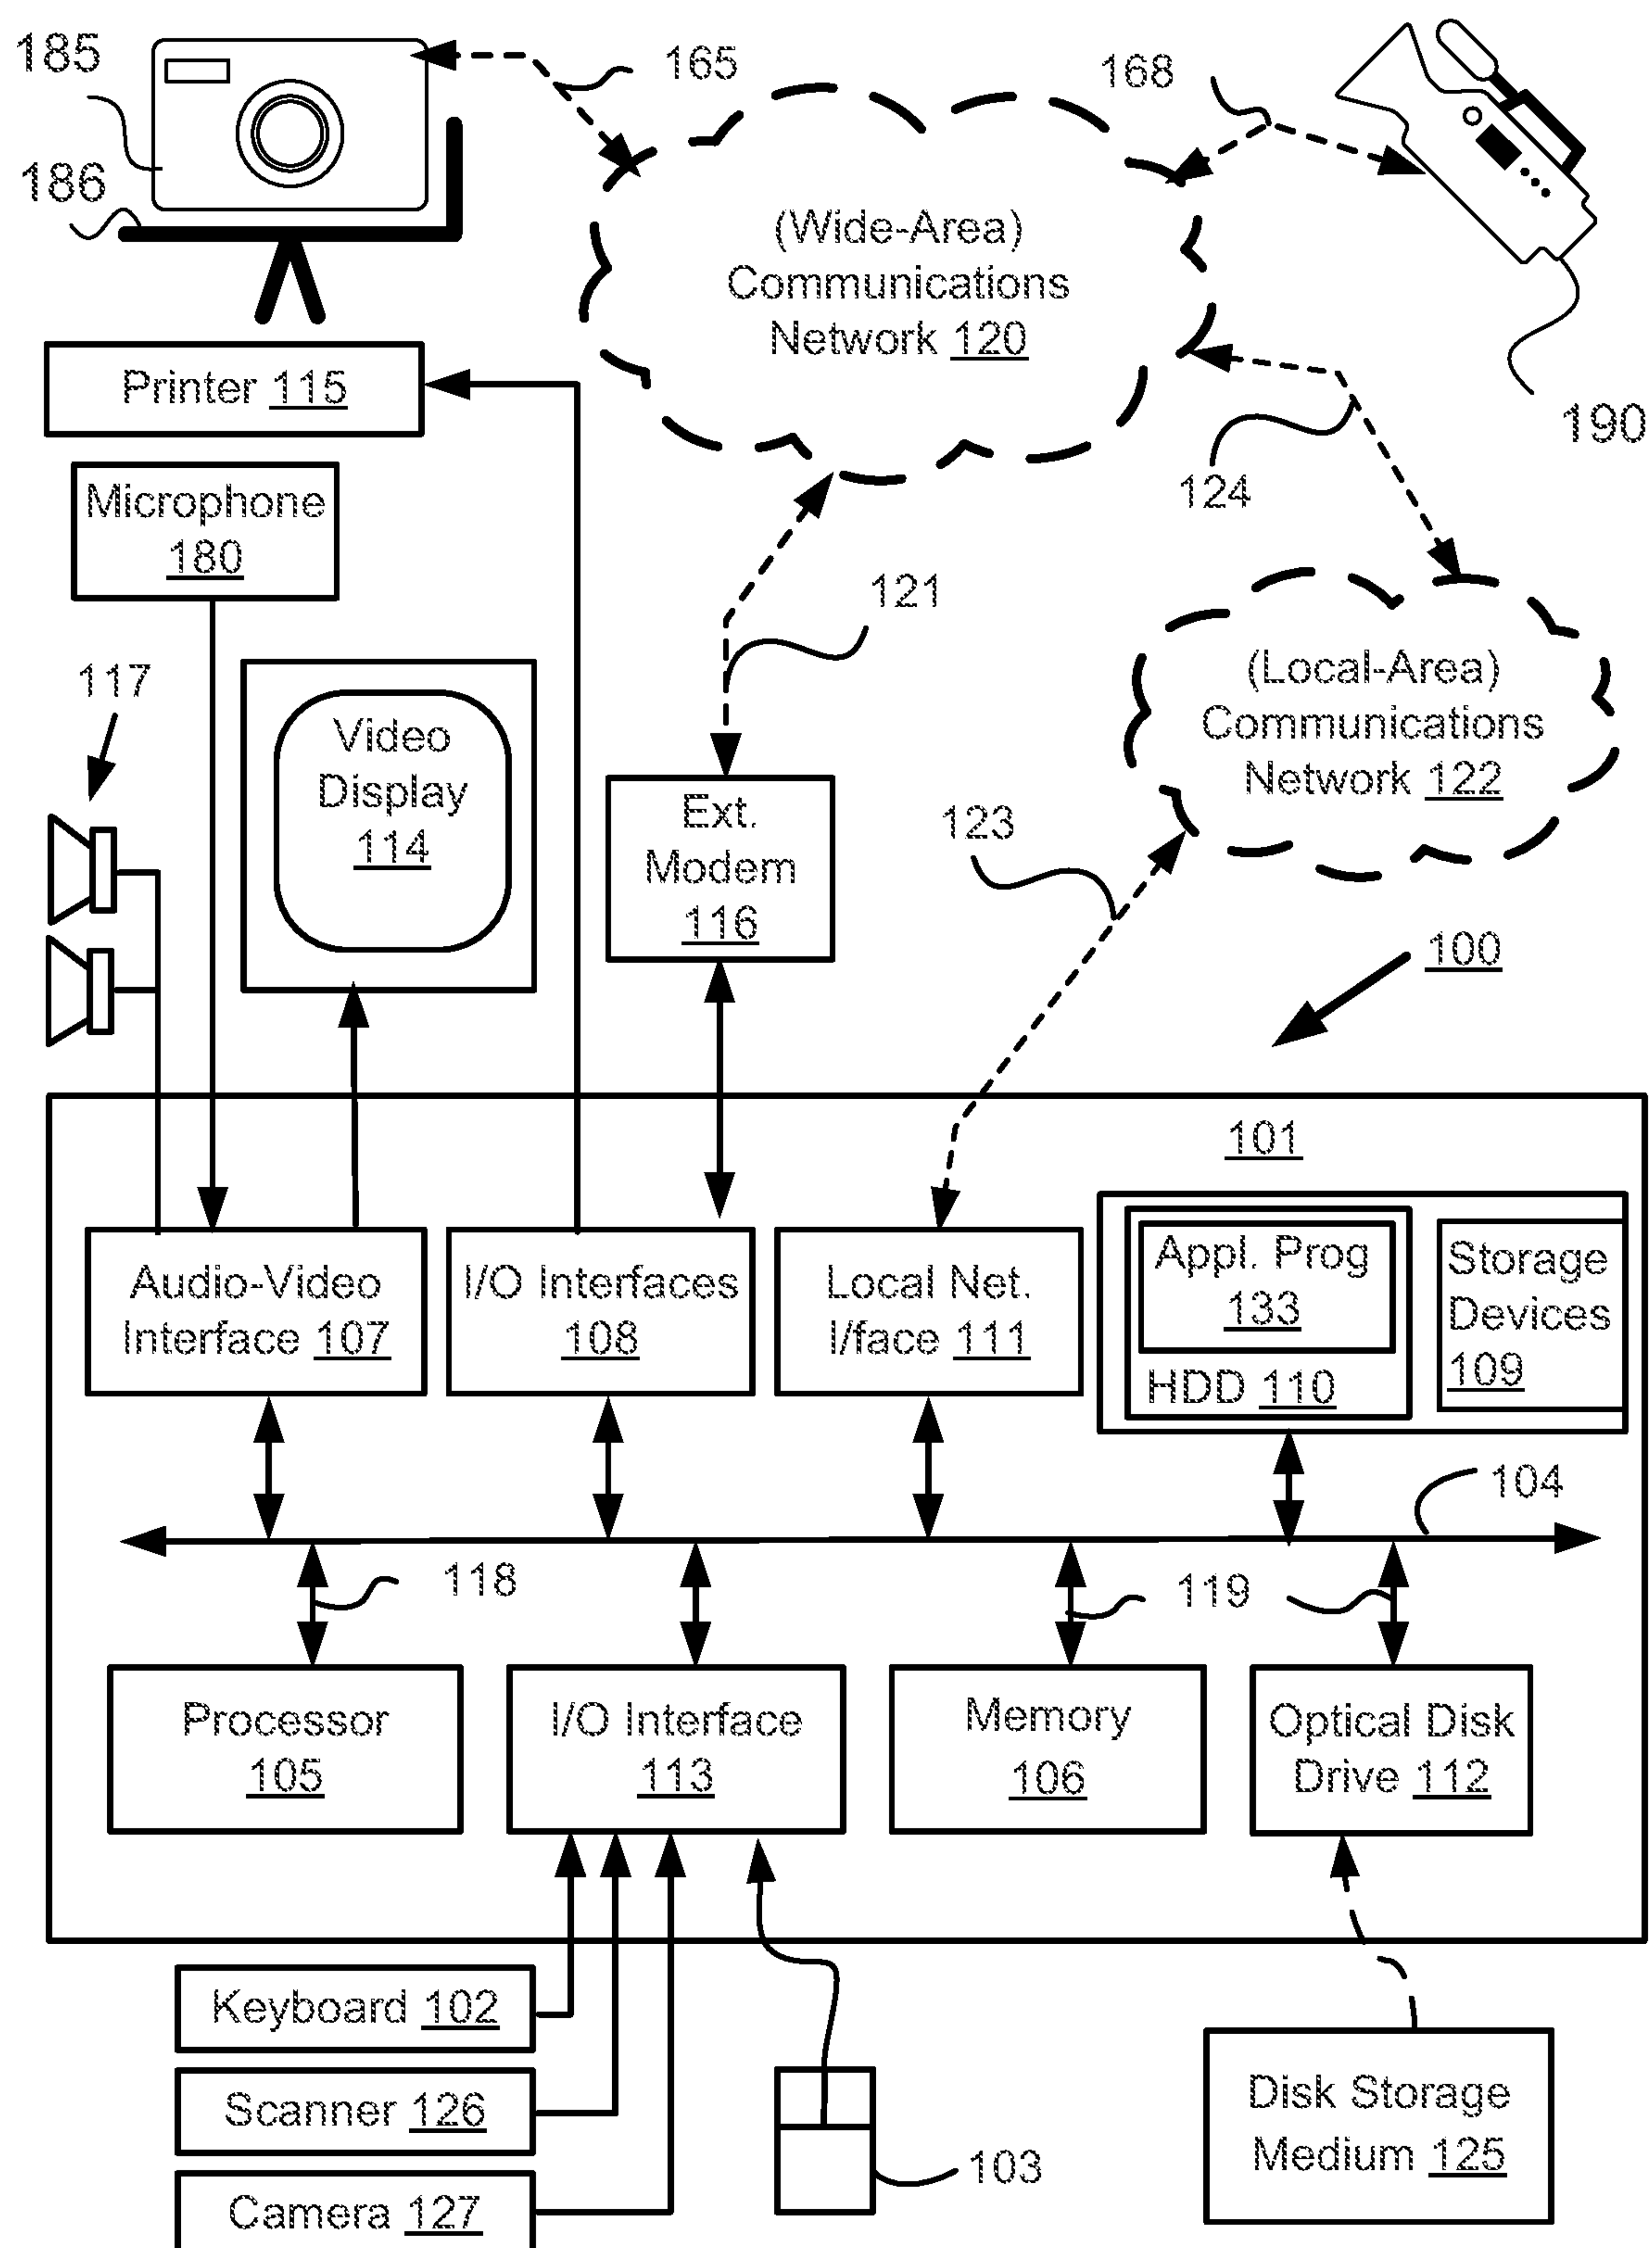 185
165
168
186
(Wide-Area)
Communications
Network 120
190
Printer 115
124
Microphone
180
121
117
(Local-Area)
Communications
Network 122
Video
Display
114
Ext.
Modem
116
123
100
101
Audio-Video
Interface 107
I/O Interfaces
108
Local Net.
I/face 111
Appl. Prog
133
HDD 110
Storage
Devices
109
104
118
119
Processor
105
I/O Interface
113
Memory
106
Optical Disk
Drive 112
Keyboard 102
Scanner 126
Camera 127
103
Disk Storage
Medium 125